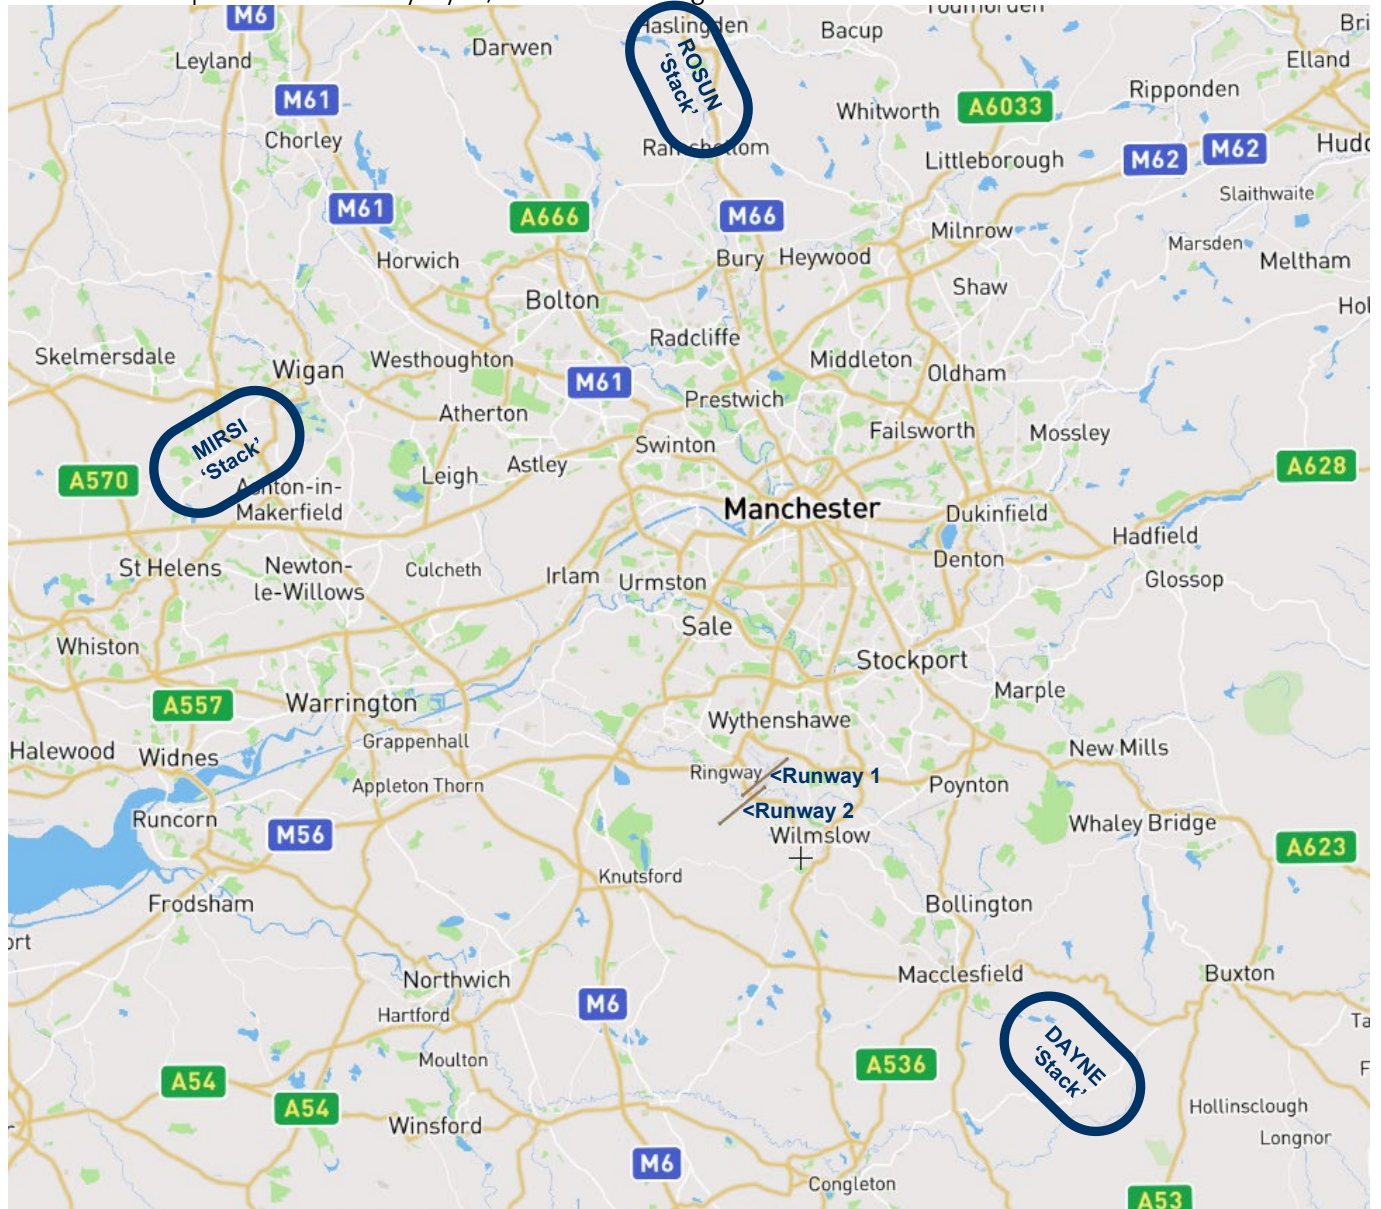 M6
Haslingden
Bacup
Leyland
Darwen
Elland
ROSUN
'Stack'
M61
Whitworth
A6033
Ripponden
Chorley
Ramsbottom
Littleborough
M62
M62
Slaithwaite
M61
A666
M66
Milnrow
Marsden
Meltham
Horwich
Bury
Heywood
Shaw
Bolton
Radcliffe
Skelmersdale
Wigan
Westhoughton
M61
Middleton
Oldham
Prestwich
Atherton
MIRSI
'Stack'
Swinton
Failsworth
Mossley
A570
Leigh
Astley
A628
Ashton-in-
Makerfield
Manchester
Dukinfield
Hadfield
St Helens
Newton-
le-Willows
Culcheth
Irlam
Urmston
Denton
Glossop
Sale
Whiston
Stockport
Marple
A557
Warrington
Wythenshawe
Halewood
Widnes
Grappenhall
New Mills
Appleton Thorn
Ringway
<Runway 1
Poynton
Runcorn
M56
<Runway 2
Wilmslow
Whaley Bridge
A623
Knutsford
Frodsham
Bollington
Northwich
Macclesfield
Buxton
Hartford
M6
DAYNE
'Stack'
Moulton
A536
A54
A54
Winsford
Hollinsclough
Longnor
M6
Congleton
A53